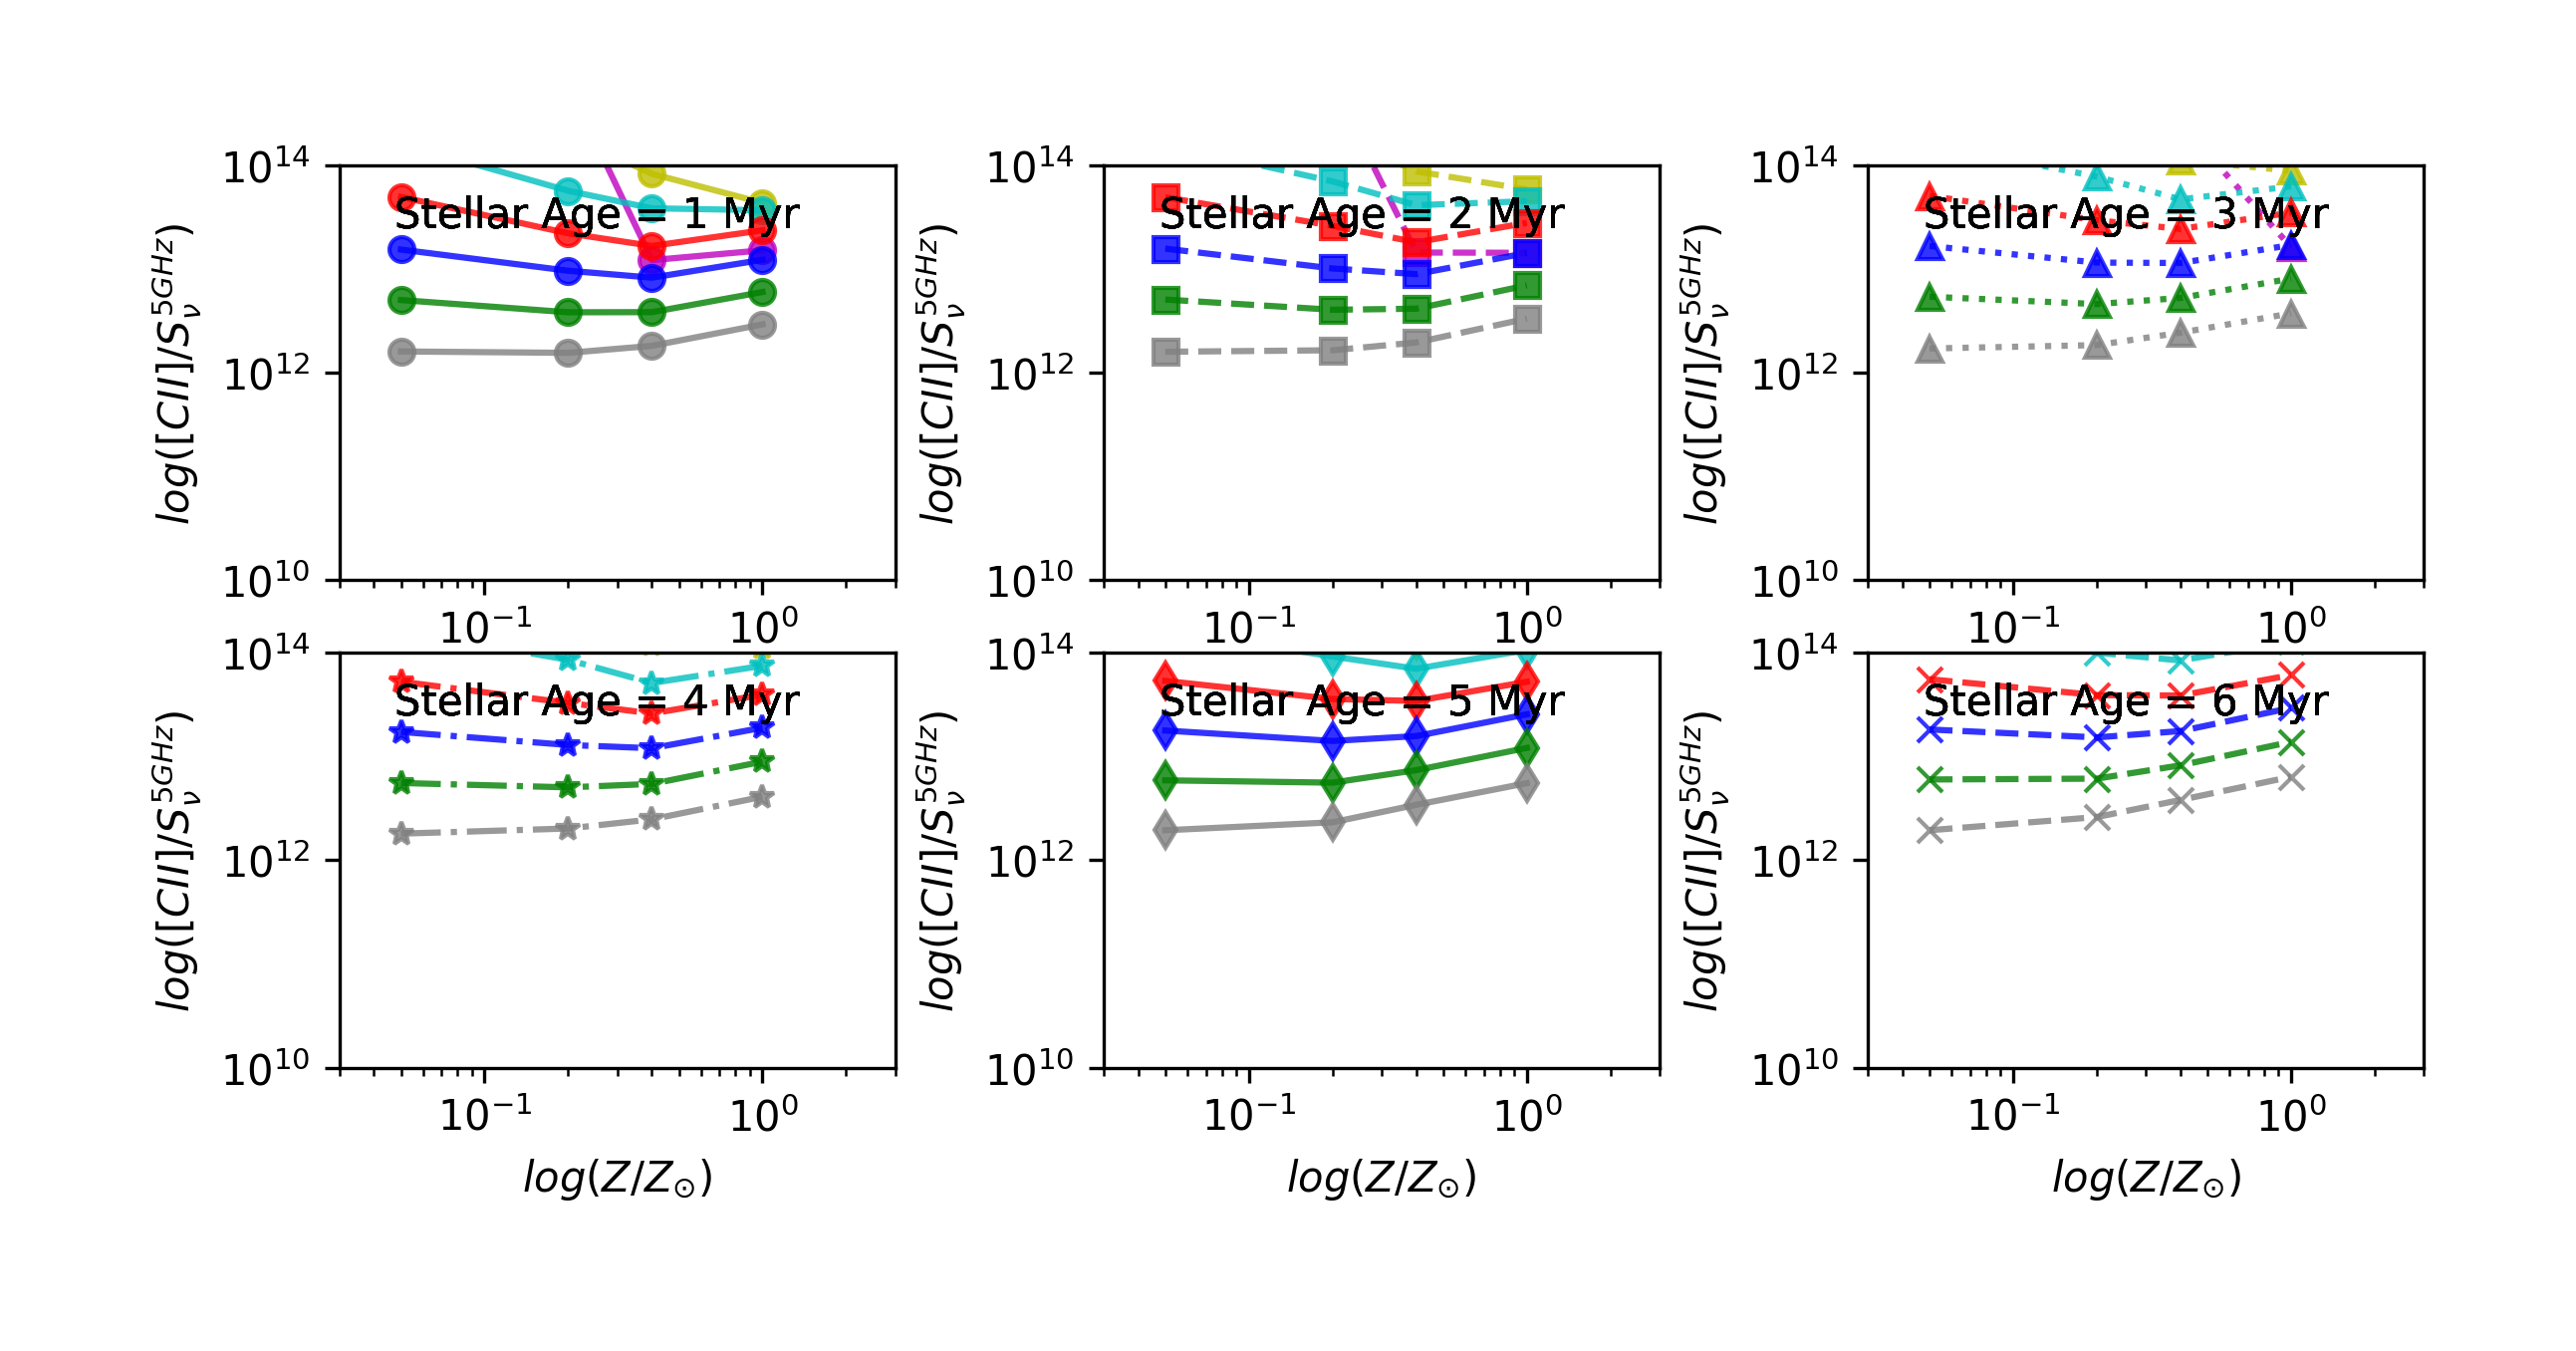 10^14
10^12
10^10
log([CII]/S_ν^5GHz)
Stellar Age = 1 Myr
10^−1 10^0
10^14
10^12
10^10
log([CII]/S_ν^5GHz)
Stellar Age = 2 Myr
10^−1 10^0
10^14
10^12
10^10
log([CII]/S_ν^5GHz)
Stellar Age = 3 Myr
10^−1 10^0
10^14
10^12
10^10
log([CII]/S_ν^5GHz)
Stellar Age = 4 Myr
10^−1 10^0
log(Z/Z_⊙)
10^14
10^12
10^10
log([CII]/S_ν^5GHz)
Stellar Age = 5 Myr
10^−1 10^0
log(Z/Z_⊙)
10^14
10^12
10^10
log([CII]/S_ν^5GHz)
Stellar Age = 6 Myr
10^−1 10^0
log(Z/Z_⊙)